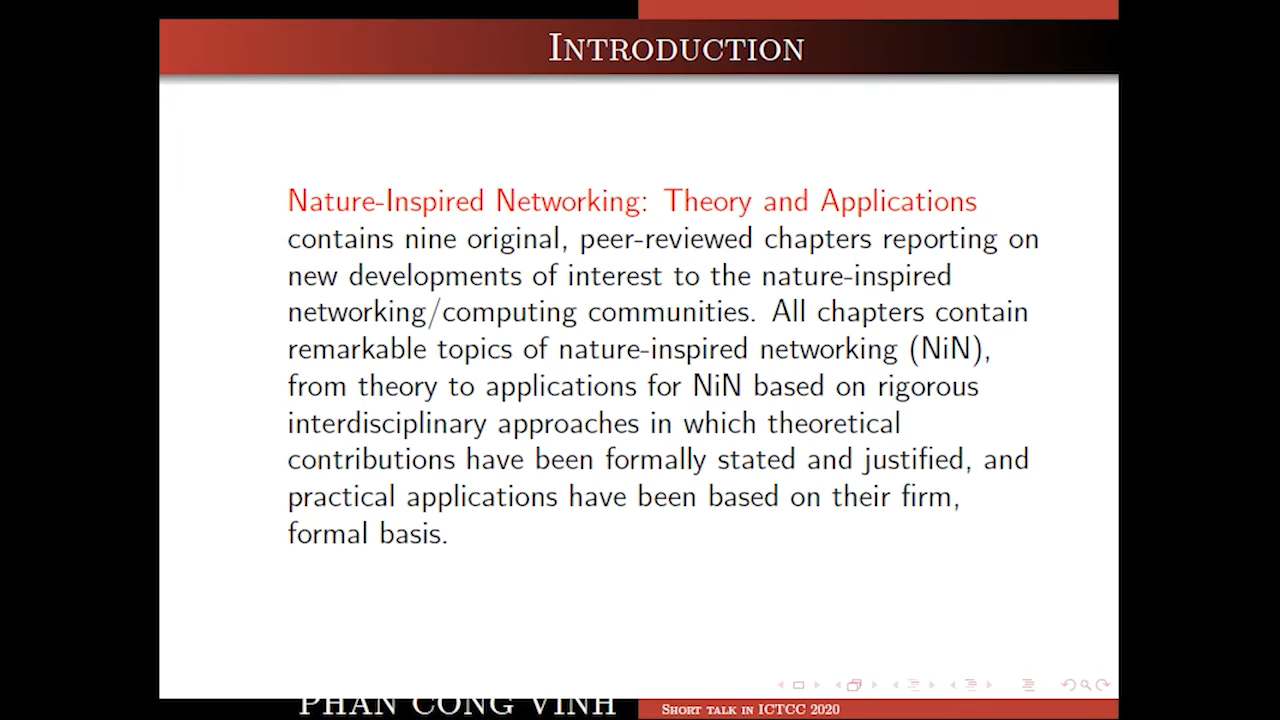 INTRODUCTION
Nature-Inspired Networking: Theory and Applications
contains nine original, peer-reviewed chapters reporting on
new developments of interest to the nature-inspired
networking/computing communities. All chapters contain
remarkable topics of nature-inspired networking (NiN),
from theory to applications for NiN based on rigorous
interdisciplinary approaches in which theoretical
contributions have been formally stated and justified, and
practical applications have been based on their firm,
formal basis.
PHAN CONG VINH
SHORT TALK IN ICTCC 2020